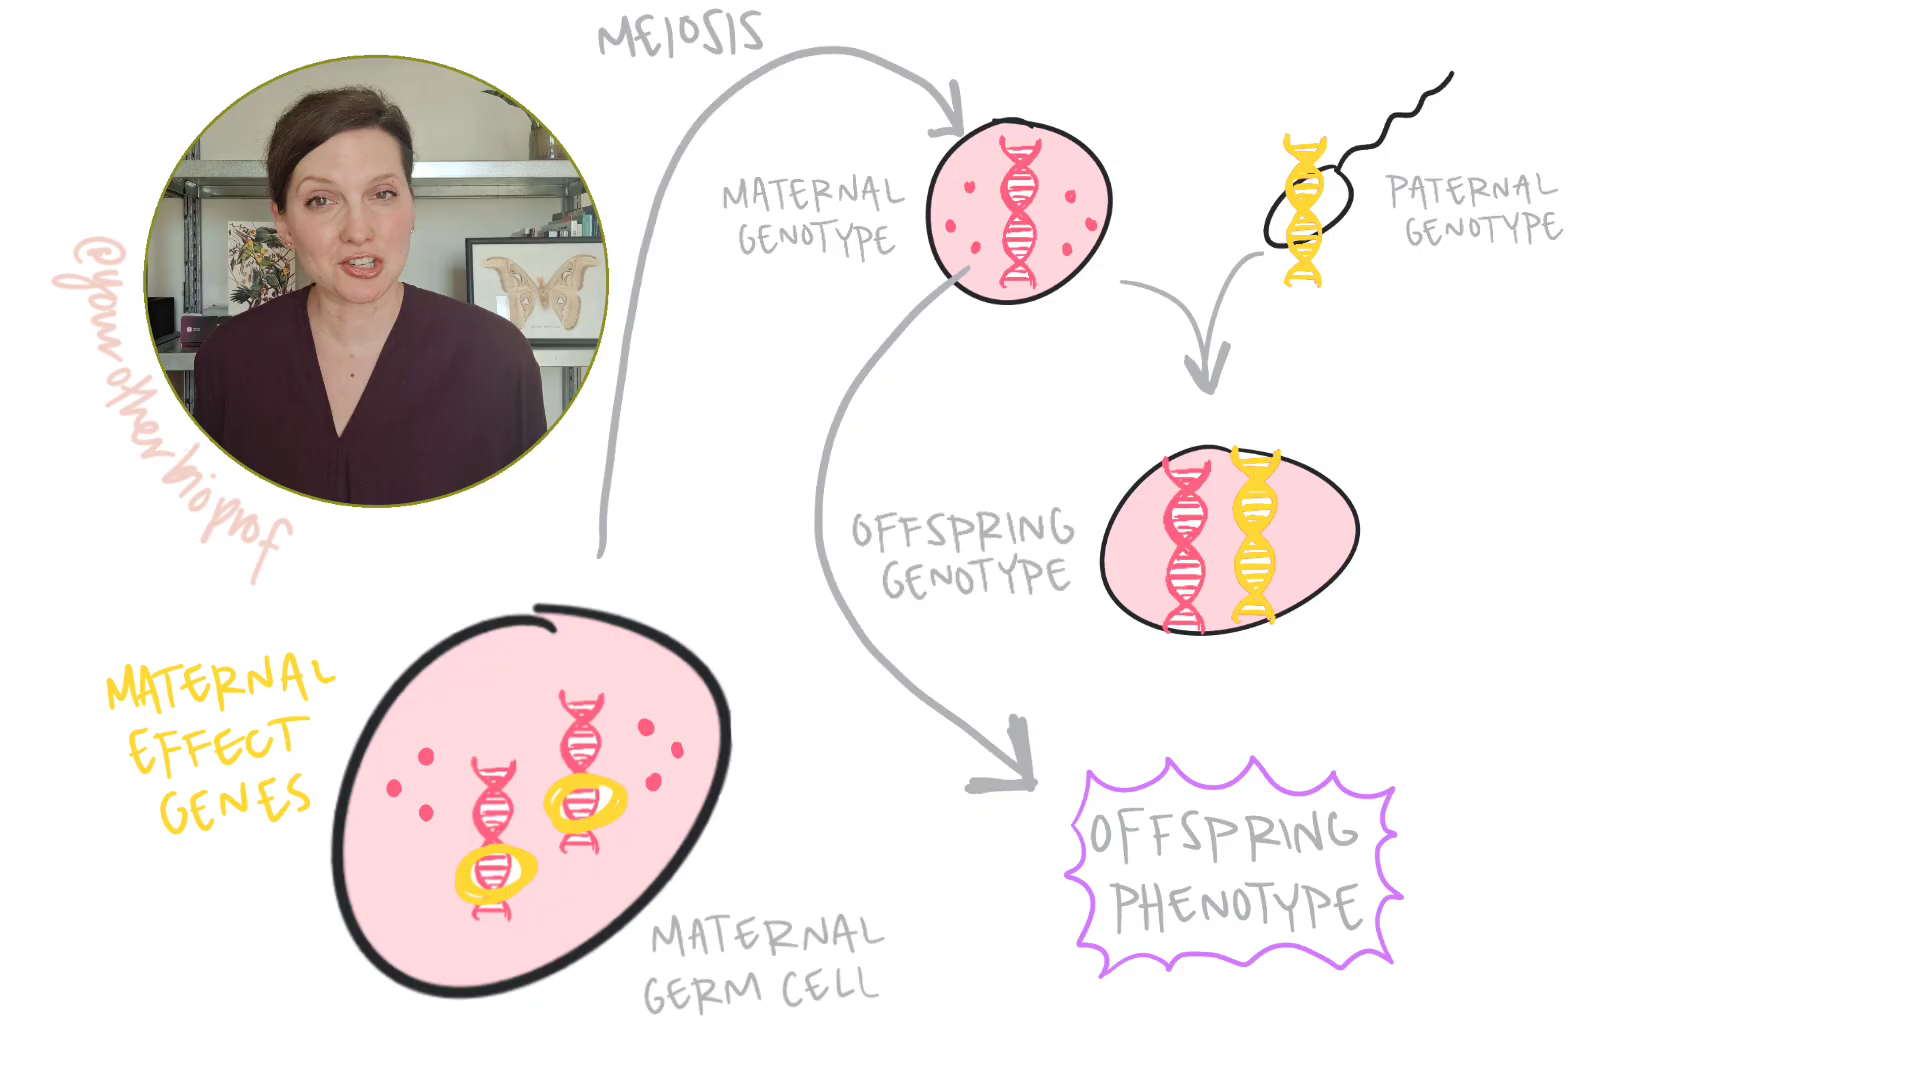 MEIOSIS
MATERNAL
GENOTYPE
PATERNAL
GENOTYPE
@yourotherbioprof
OFFSPRING
GENOTYPE
MATERNAL
EFFECT
GENES
MATERNAL
GERM CELL
OFFSPRING
PHENOTYPE